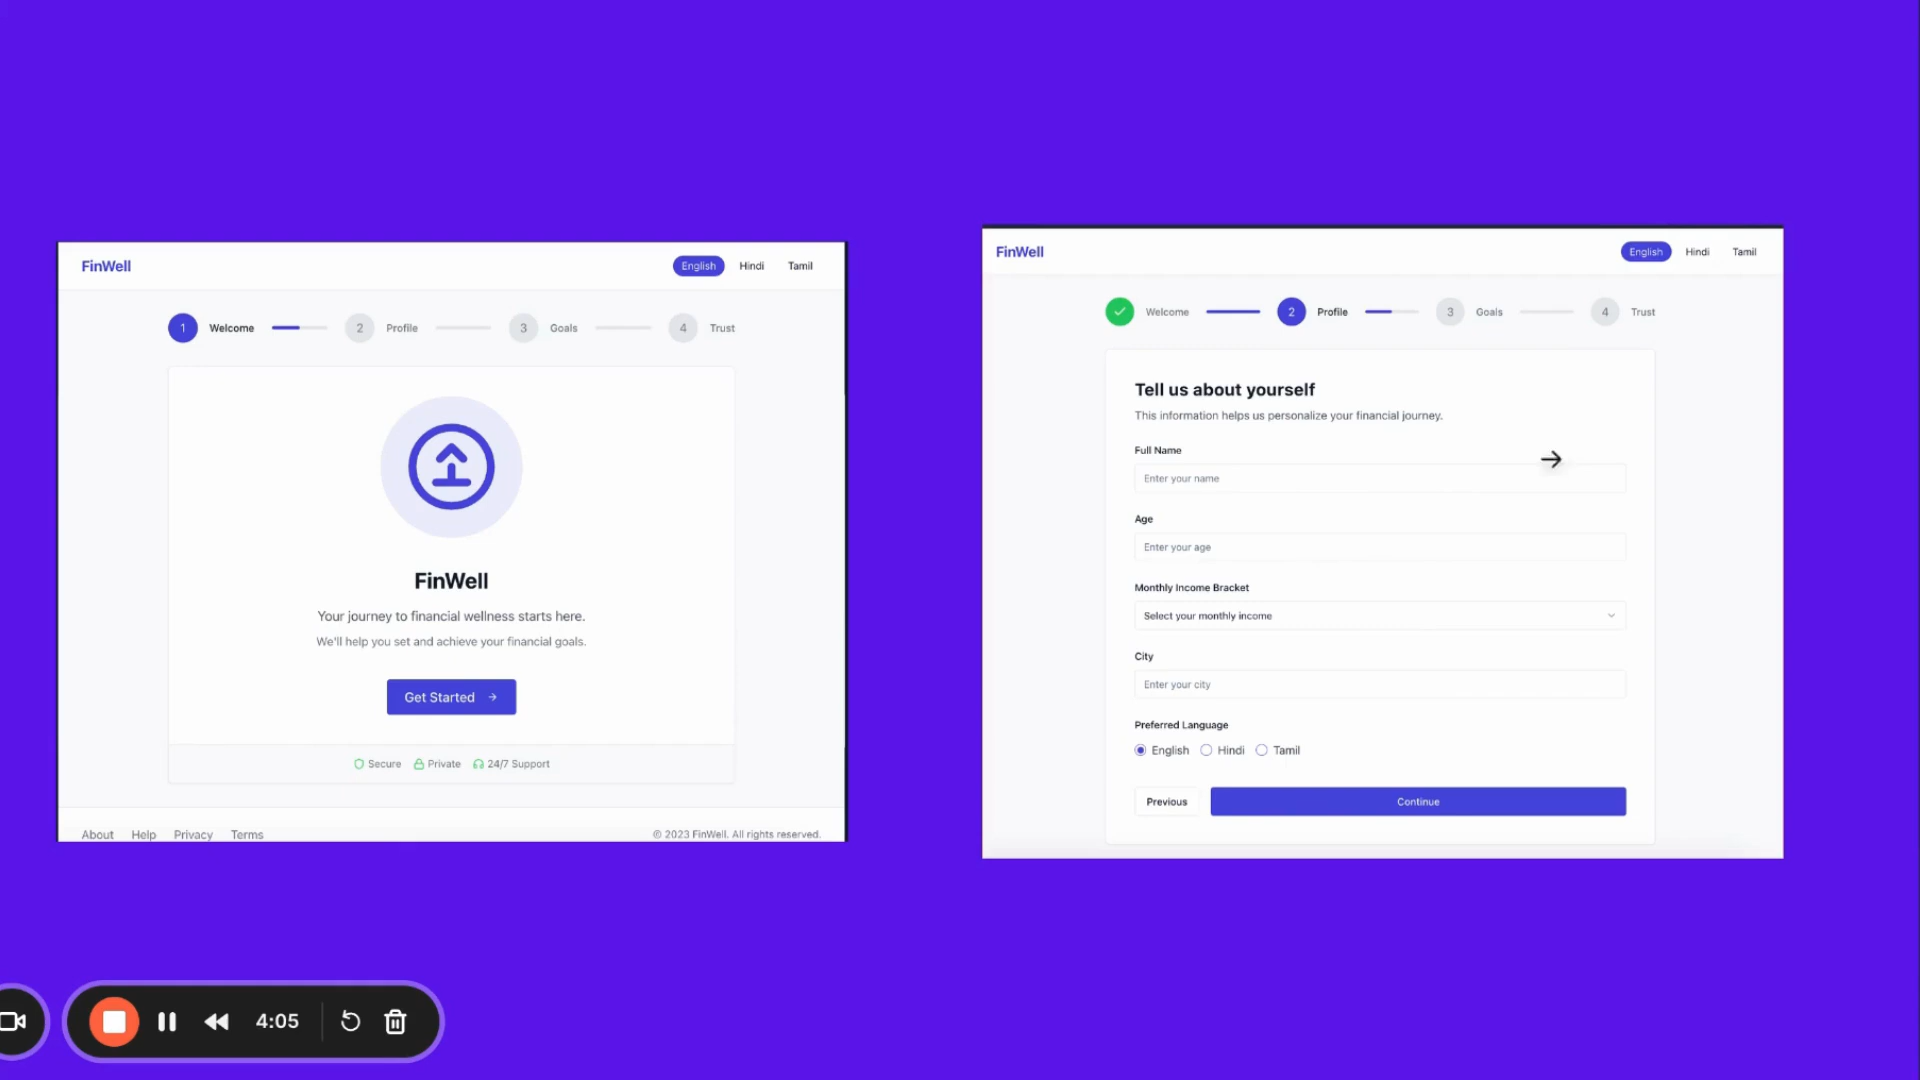 FinWell
English Hindi Tamil
1 Welcome 2 Profile 3 Goals 4 Trust
FinWell
Your journey to financial wellness starts here.
We'll help you set and achieve your financial goals.
Get Started
Secure Private 24/7 Support
About Help Privacy Terms © 2023 FinWell. All rights reserved.
FinWell
English Hindi Tamil
Welcome 2 Profile 3 Goals 4 Trust
Tell us about yourself
This information helps us personalize your financial journey.
Full Name
Enter your name
Age
Enter your age
Monthly Income Bracket
Select your monthly income
City
Enter your city
Preferred Language
English Hindi Tamil
Previous Continue
4:05